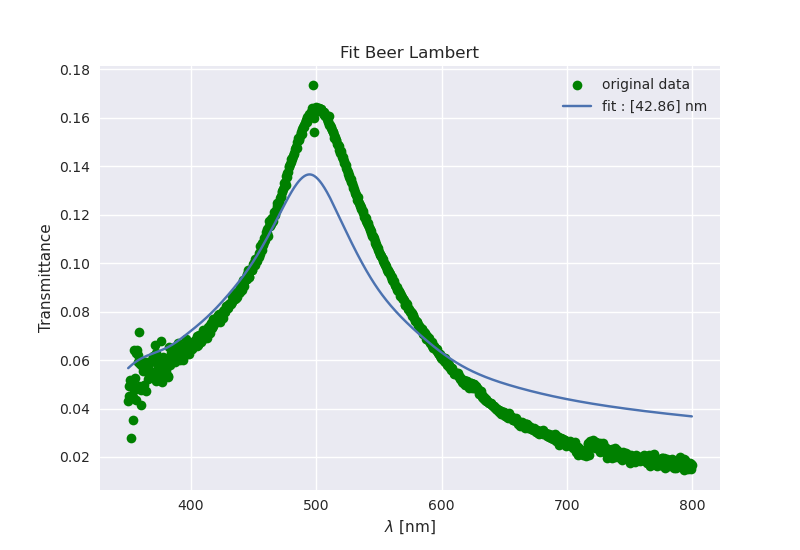 Fit Beer Lambert
0.18
0.16
0.14
0.12
0.10
0.08
0.06
0.04
0.02
Transmittance
original data
fit : [42.86] nm
400 500 600 700 800
λ [nm]